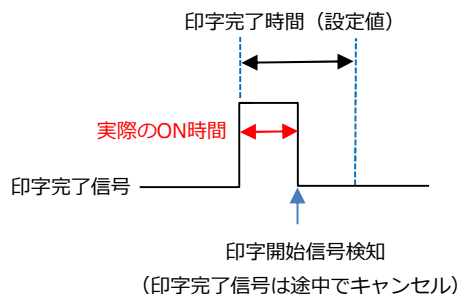 印字完了時間（設定値）
実際のON時間
印字完了信号
印字開始信号検知
（印字完了信号は途中でキャンセル）